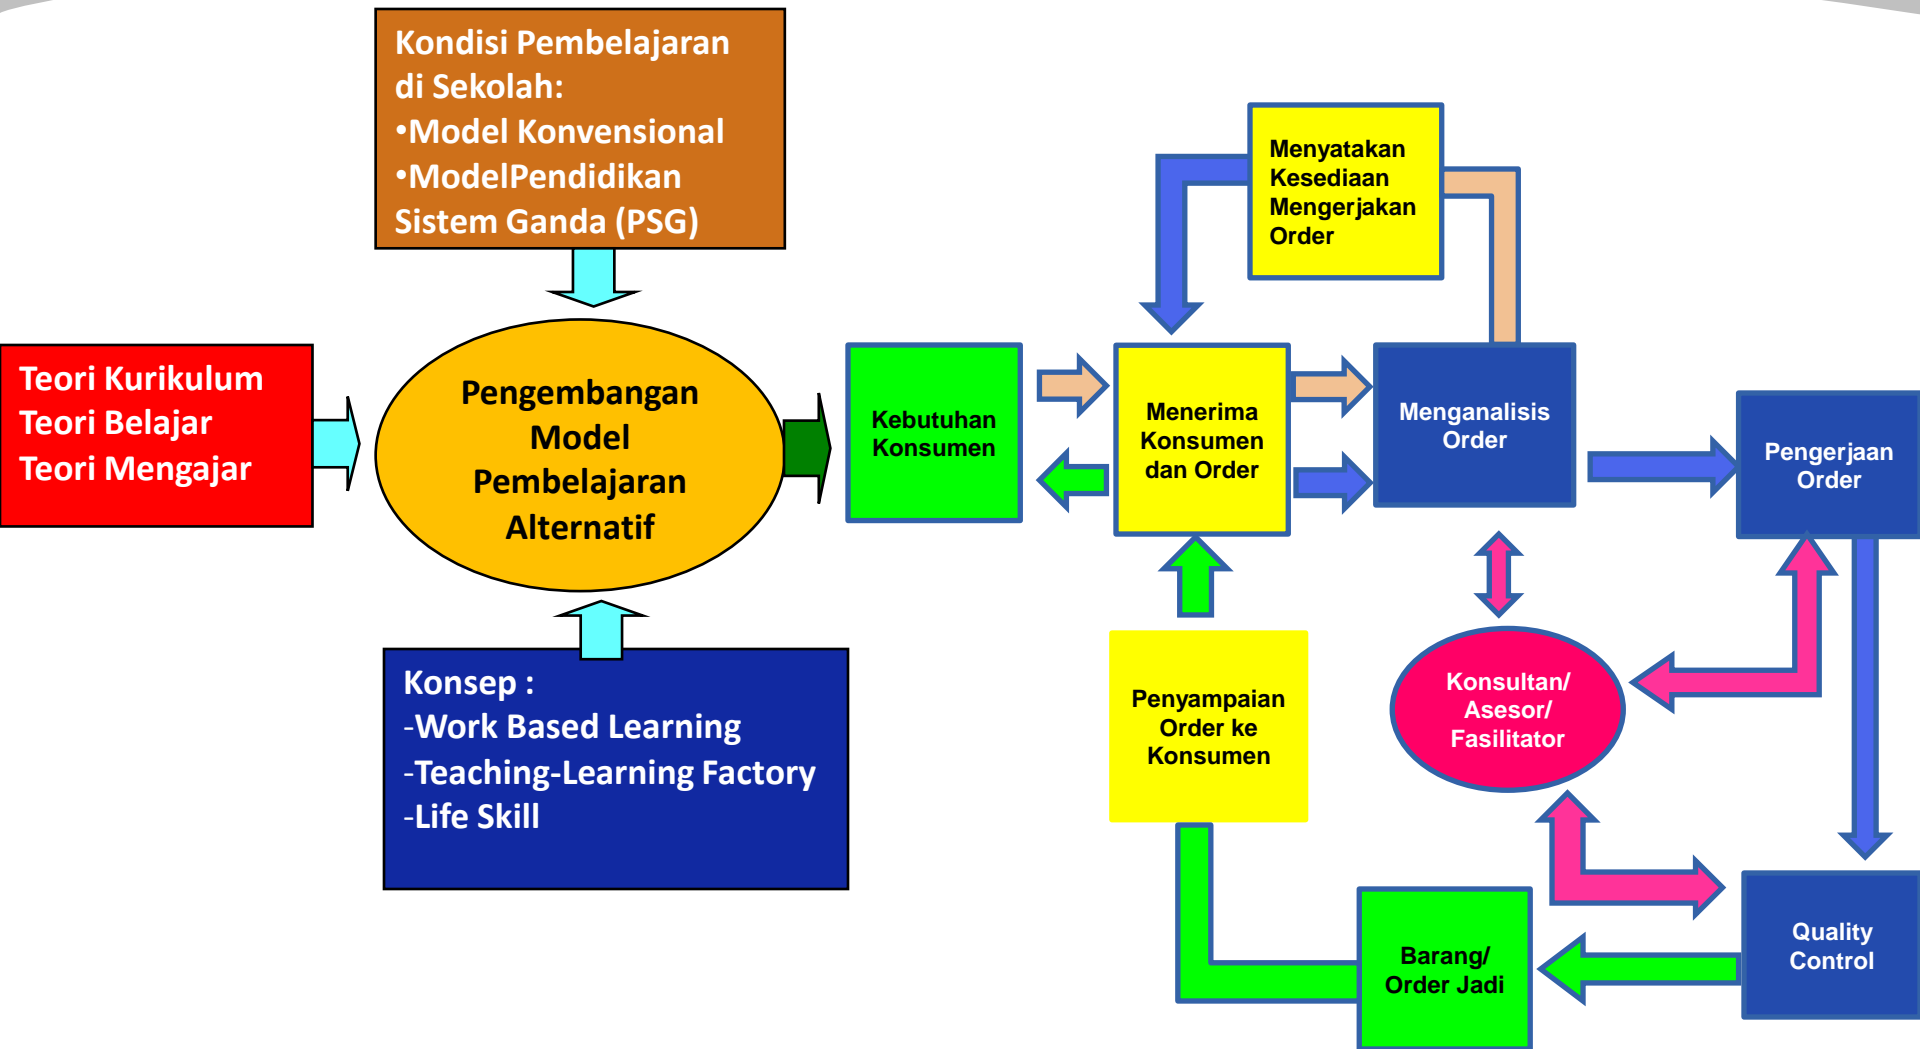 Kondisi Pembelajaran
di Sekolah:
•Model Konvensional
•ModelPendidikan
Sistem Ganda (PSG)
Teori Kurikulum
Teori Belajar
Teori Mengajar
Pengembangan
Model
Pembelajaran
Alternatif
Konsep :
-Work Based Learning
-Teaching-Learning Factory
-Life Skill
Kebutuhan
Konsumen
Menyatakan
Kesediaan
Mengerjakan
Order
Menerima
Konsumen
dan Order
Menganalisis
Order
Pengerjaan
Order
Penyampaian
Order ke
Konsumen
Konsultan/
Asesor/
Fasilitator
Barang/
Order Jadi
Quality
Control